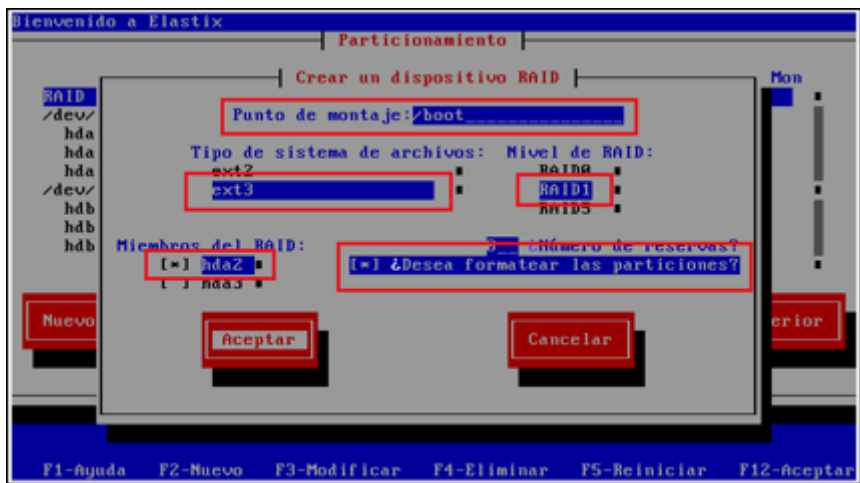 Bienvenido a Elastix
Particionamiento
Crear un dispositivo RAID
Mon
RAID
Punto de montaje:/boot_______________
/dev/
hda
hda Tipo de sistema de archivos: Nivel de RAID:
hda ext2 RAID0
/dev/ ext3 RAID1
hdb RAID5
hdb
hdb Miembros del RAID: ¿Número de reservas?
[*] hda2 [*] ¿Desea formatear las particiones?
[ ] hda3
Nuevo Aceptar Cancelar erior
F1-Ayuda F2-Nuevo F3-Modificar F4-Eliminar F5-Reiniciar F12-Aceptar